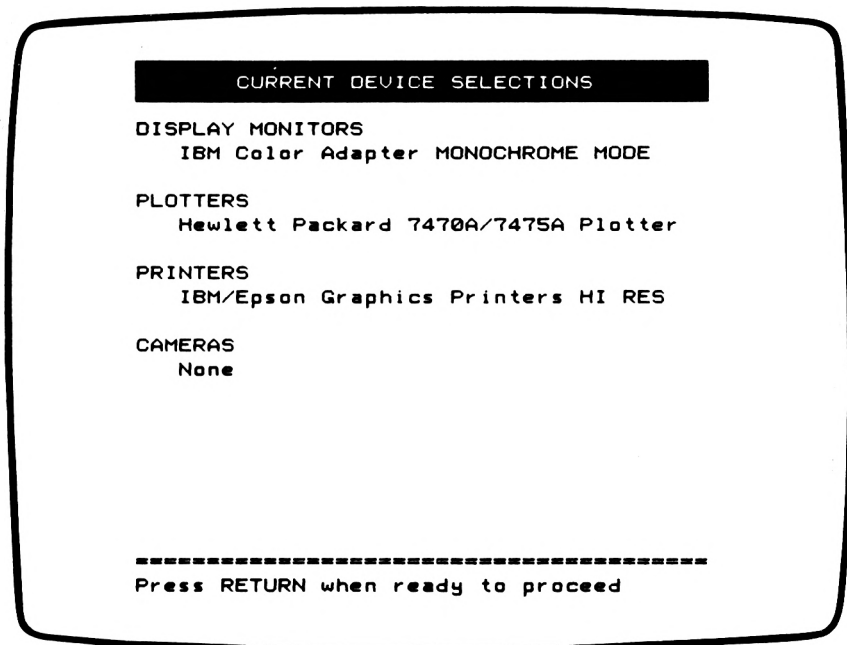 CURRENT DEVICE SELECTIONS
DISPLAY MONITORS
IBM Color Adapter MONOCHROME MODE
PLOTTERS
Hewlett Packard 7470A/7475A Plotter
PRINTERS
IBM/Epson Graphics Printers HI RES
CAMERAS
None
========================================
Press RETURN when ready to proceed